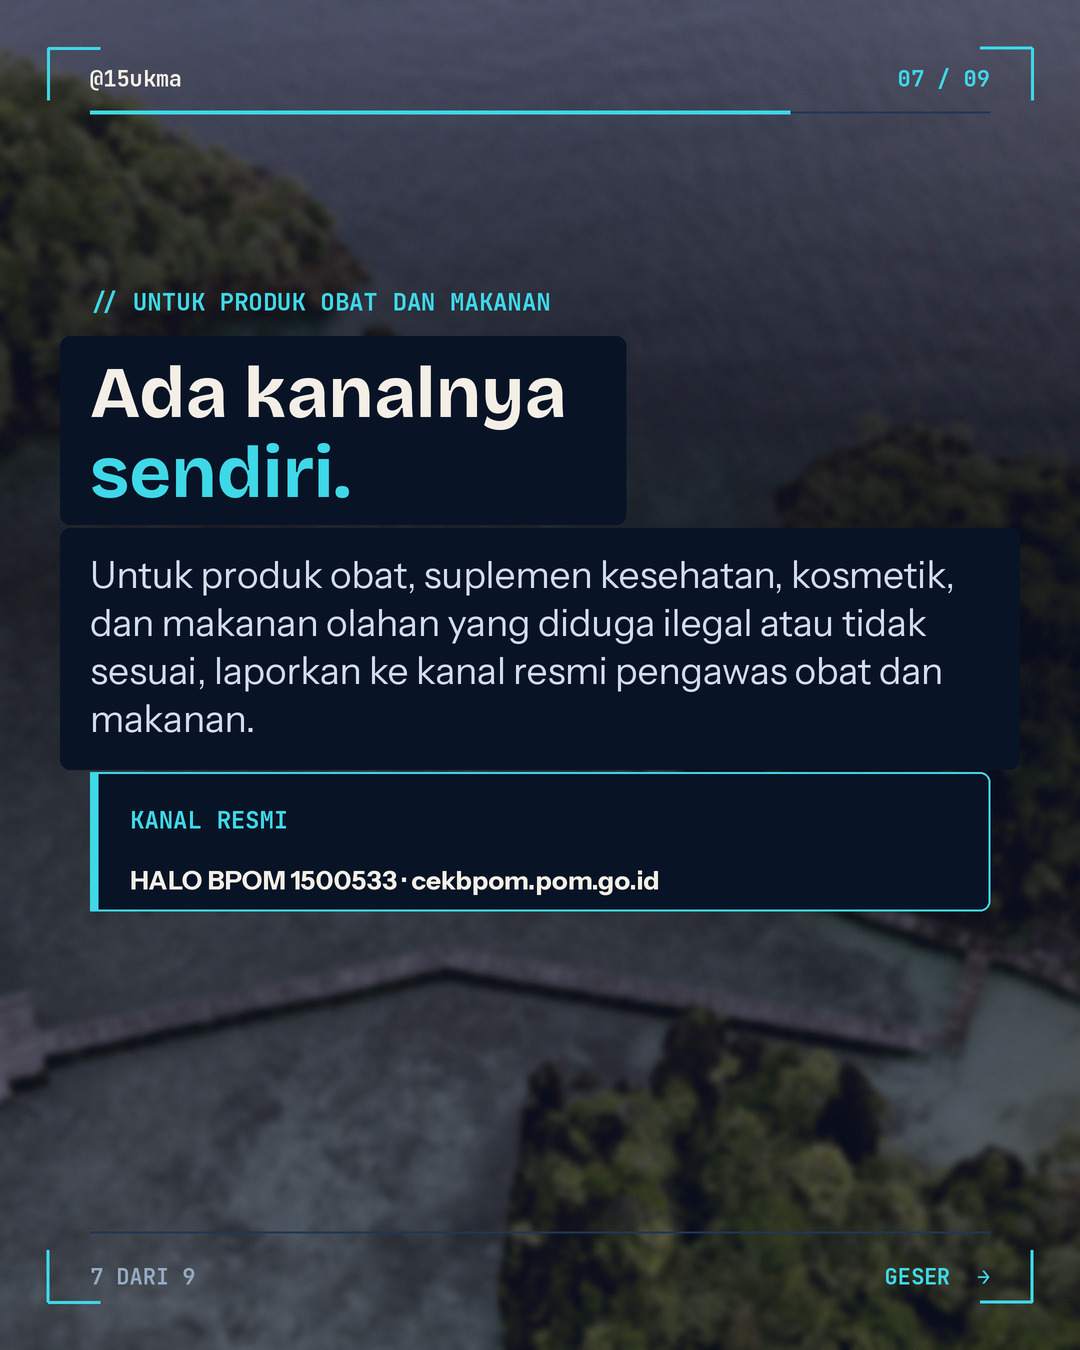 @15ukma
07 / 09
// UNTUK PRODUK OBAT DAN MAKANAN
Ada kanalnya
sendiri.
Untuk produk obat, suplemen kesehatan, kosmetik,
dan makanan olahan yang diduga ilegal atau tidak
sesuai, laporkan ke kanal resmi pengawas obat dan
makanan.
KANAL RESMI
HALO BPOM 1500533 · cekbpom.pom.go.id
7 DARI 9
GESER →